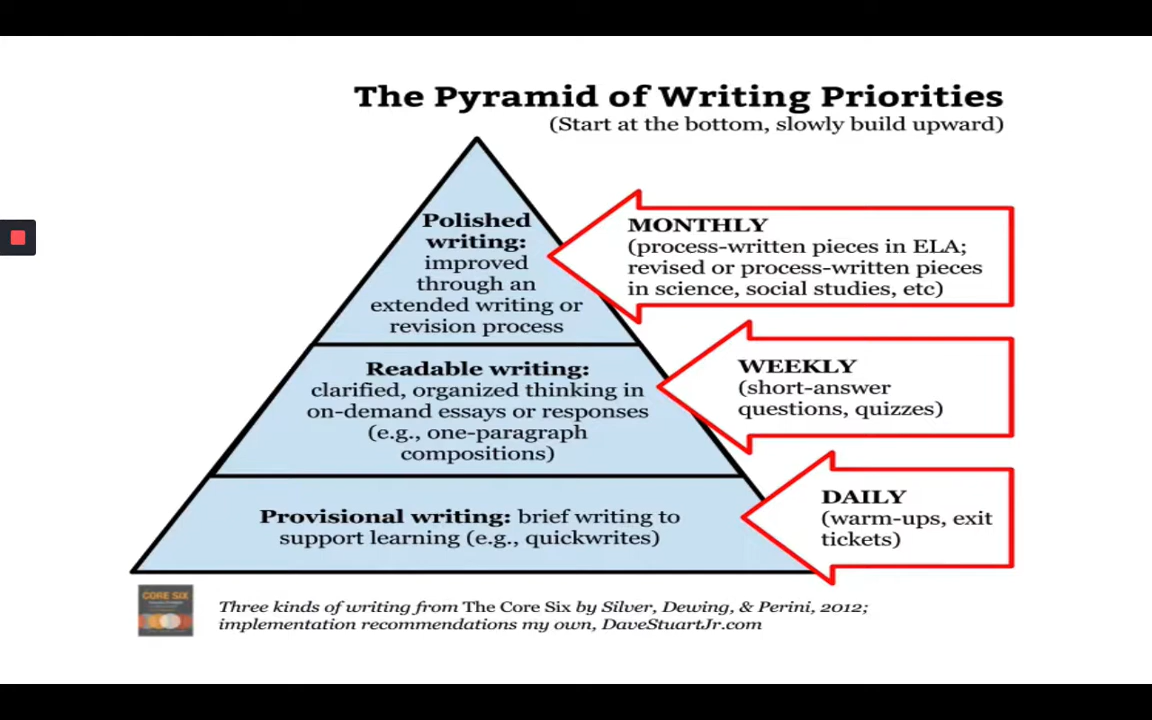 The Pyramid of Writing Priorities
(Start at the bottom, slowly build upward)
Polished
writing:
improved
through an
extended writing or
revision process
MONTHLY
(process-written pieces in ELA;
revised or process-written pieces
in science, social studies, etc)
Readable writing:
clarified, organized thinking in
on-demand essays or responses
(e.g., one-paragraph
compositions)
WEEKLY
(short-answer
questions, quizzes)
Provisional writing: brief writing to
support learning (e.g., quickwrites)
DAILY
(warm-ups, exit
tickets)
CORE SIX
Three kinds of writing from The Core Six by Silver, Dewing, & Perini, 2012;
implementation recommendations my own, DaveStuartJr.com